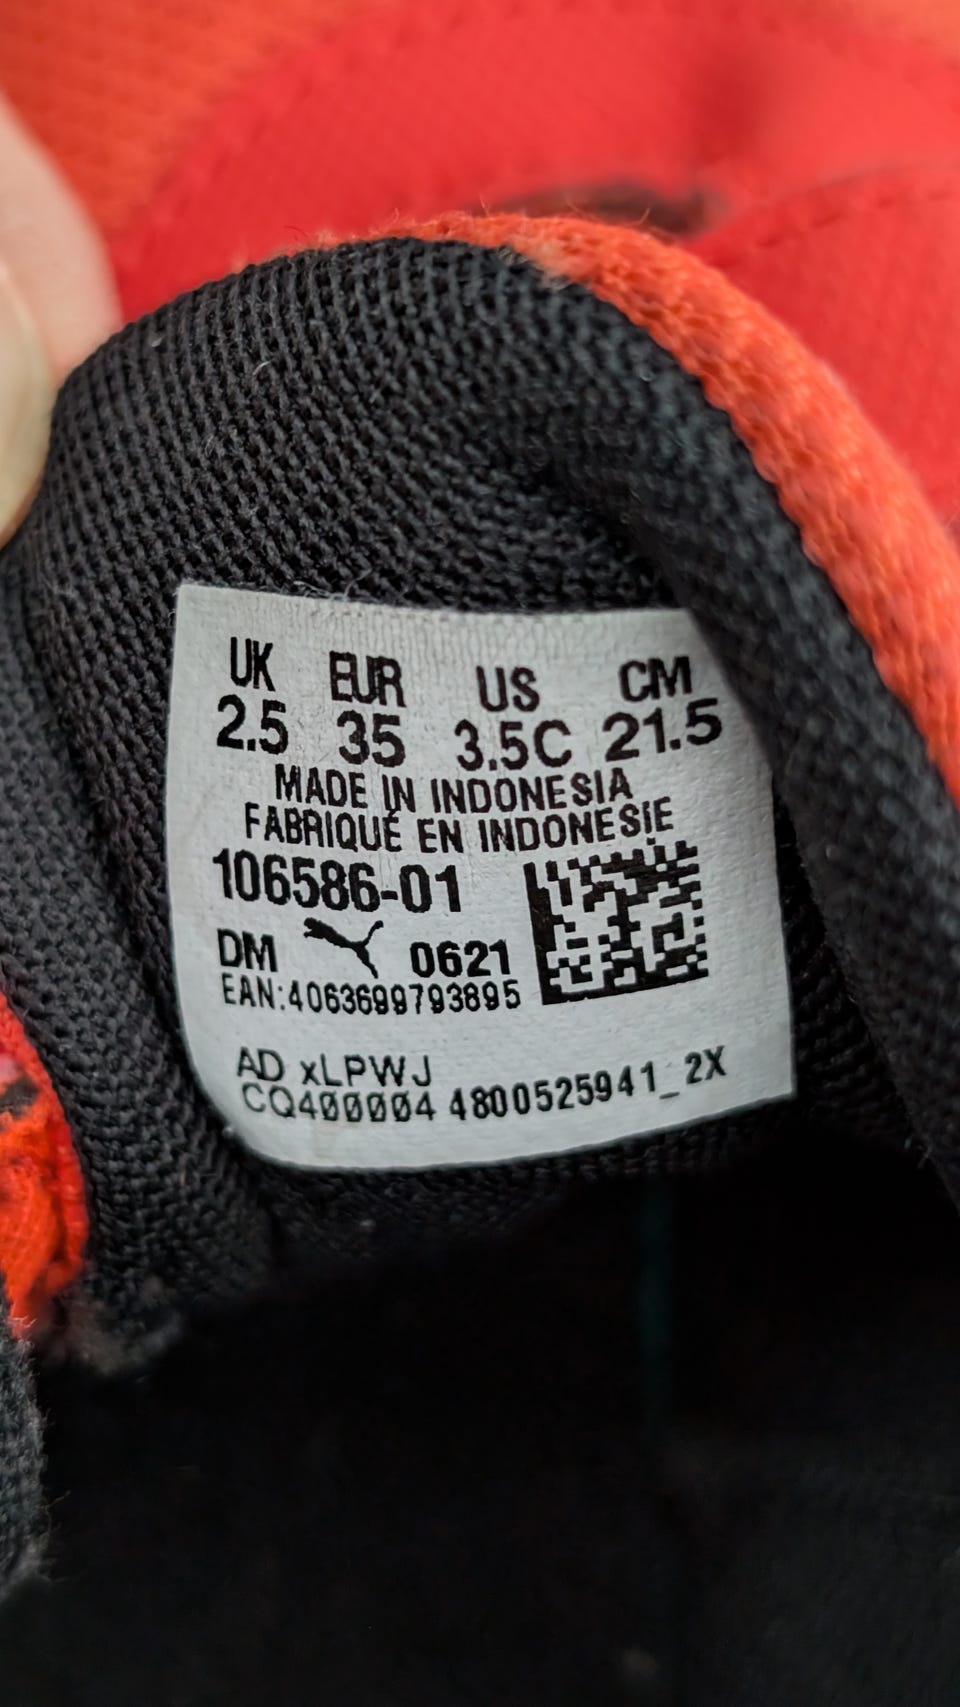 UK EUR US CM
2.5 35 3.5C 21.5
MADE IN INDONESIA
FABRIQUÉ EN INDONESIE
106586-01
DM 0621
EAN:4063699793895
AD xLPWJ
CQ400004 4800525941_2X